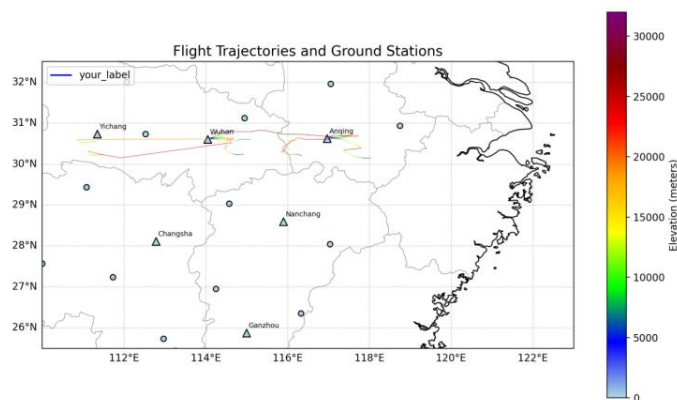 Flight Trajectories and Ground Stations
your_label
32°N
31°N
30°N
29°N
28°N
27°N
26°N
112°E
114°E
116°E
118°E
120°E
122°E
Yichang
Wuhan
Anqing
Nanchang
Changsha
Ganzhou
30000
25000
20000
15000
10000
5000
0
Elevation (meters)